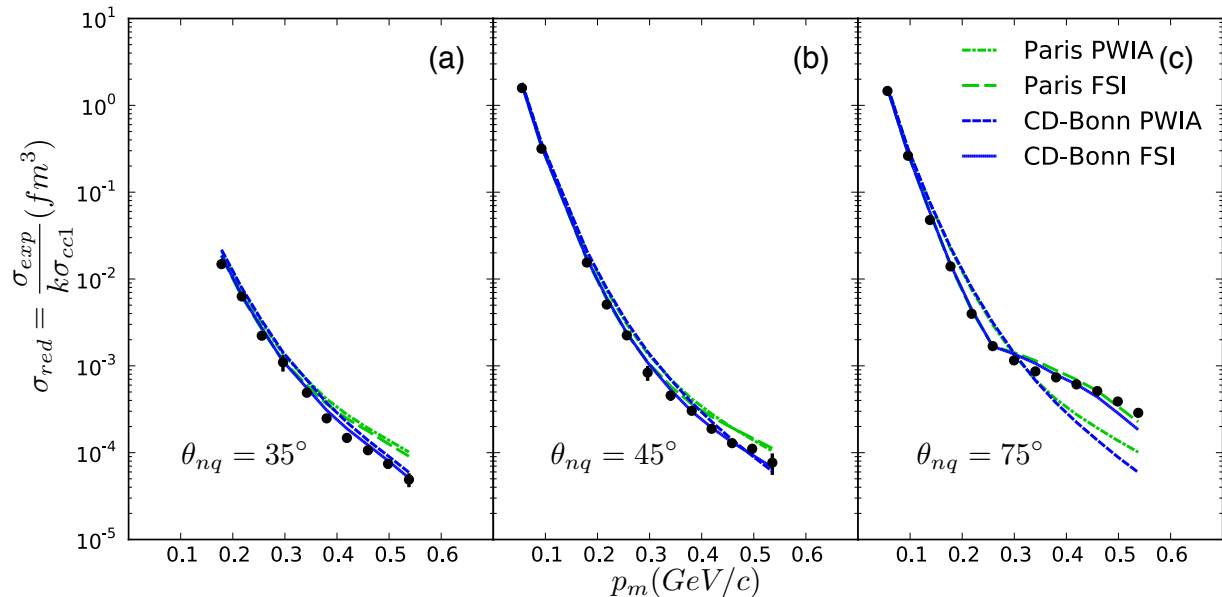 (a) (b) (c)
Paris PWIA
Paris FSI
CD-Bonn PWIA
CD-Bonn FSI
10^1
10^0
10^-1
10^-2
10^-3
10^-4
10^-5
σ_red = σ_exp / kσ_cc1 (fm^3)
θ_nq = 35° θ_nq = 45° θ_nq = 75°
0.1 0.2 0.3 0.4 0.5 0.6 0.1 0.2 0.3 0.4 0.5 0.6 0.1 0.2 0.3 0.4 0.5 0.6
p_m(GeV/c)